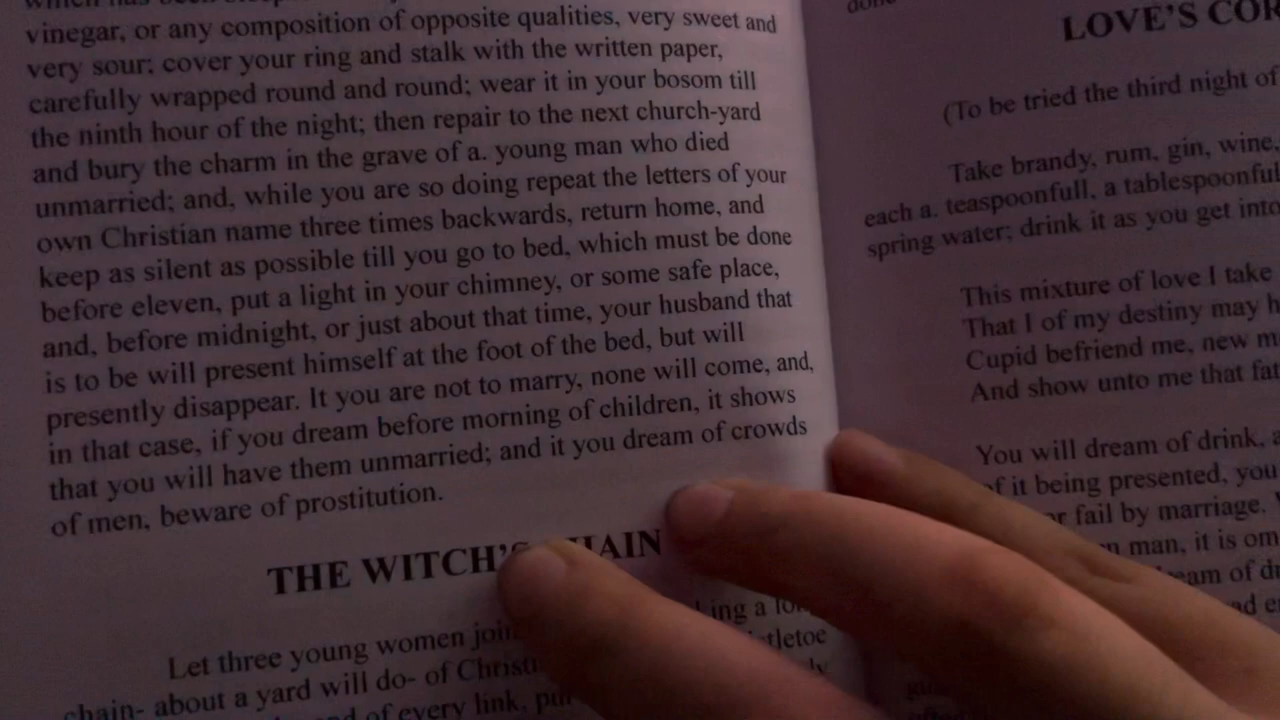 vinegar, or any composition of opposite qualities, very sweet and
very sour; cover your ring and stalk with the written paper,
carefully wrapped round and round; wear it in your bosom till
the ninth hour of the night; then repair to the next church-yard
and bury the charm in the grave of a. young man who died
unmarried; and, while you are so doing repeat the letters of your
own Christian name three times backwards, return home, and
keep as silent as possible till you go to bed, which must be done
before eleven, put a light in your chimney, or some safe place,
and, before midnight, or just about that time, your husband that
is to be will present himself at the foot of the bed, but will
presently disappear. It you are not to marry, none will come, and,
in that case, if you dream before morning of children, it shows
that you will have them unmarried; and it you dream of crowds
of men, beware of prostitution.
THE WITCH'S
Let three young women
chain- about a yard will do- of
of every link,
LOVE'S
(To be tried the third night of
Take brandy, rum, gin, wine,
each a. teaspoonfull, a
spring water; drink it as you get into
This mixture of love I take
That I of my destiny may
Cupid befriend me, new
And show unto me that
You will dream of drink,
of it being presented, you
or fail by marriage.
man, it is
of